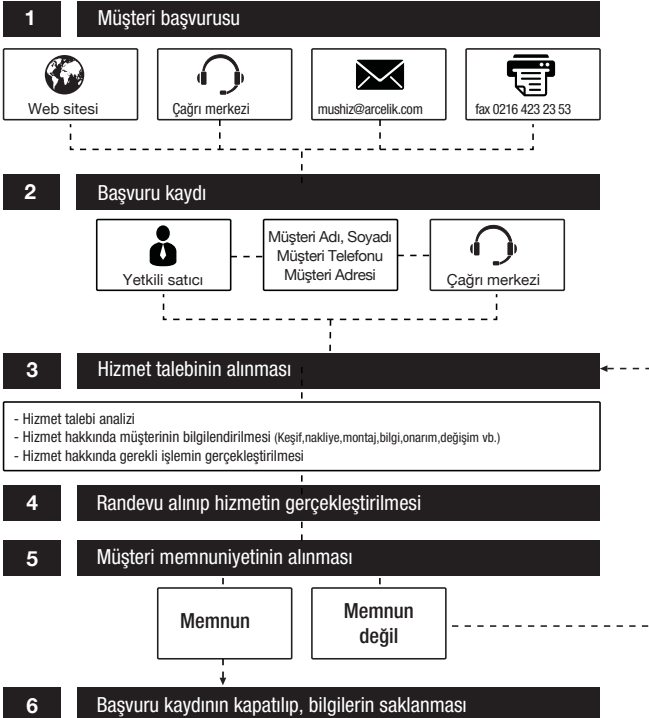 1 Müşteri başvurusu
Web sitesi
Çağrı merkezi
mushiz@arcelik.com
fax 0216 423 23 53
2 Başvuru kaydı
Yetkili satıcı
Müşteri Adı, Soyadı
Müşteri Telefonu
Müşteri Adresi
Çağrı merkezi
3 Hizmet talebinin alınması
- Hizmet talebi analizi
- Hizmet hakkında müşterinin bilgilendirilmesi (Keşif,nakliye,montaj,bilgi,onarım,değişim vb.)
- Hizmet hakkında gerekli işlemin gerçekleştirilmesi
4 Randevu alınıp hizmetin gerçekleştirilmesi
5 Müşteri memnuniyetinin alınması
Memnun
Memnun
değil
6 Başvuru kaydının kapatılıp, bilgilerin saklanması